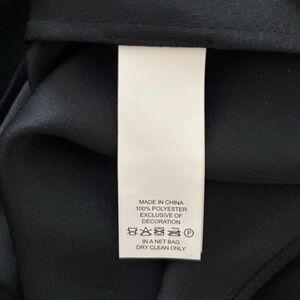 MADE IN CHINA
100% POLYESTER
EXCLUSIVE OF
DECORATION
P
IN A NET BAG
DRY CLEAN ONLY